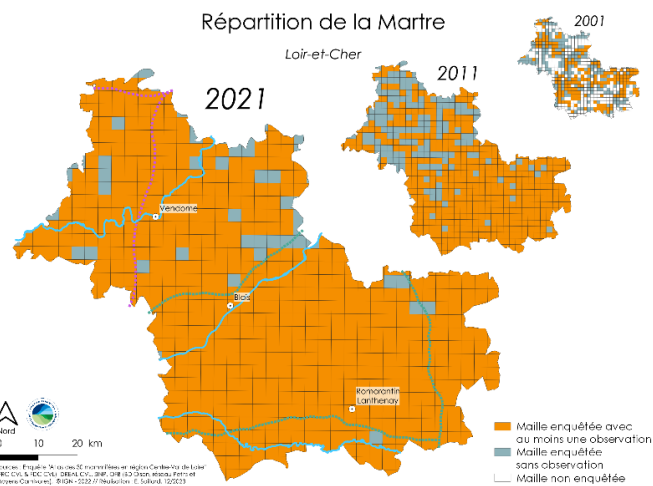 Répartition de la Martre
Loir-et-Cher
2001
2011
2021
Vendôme
Blois
Romorantin
Lanthenay
Nord
0 10 20 km
Maille enquêtée avec
au moins une observation
Maille enquêtée
sans observation
Maille non enquêtée